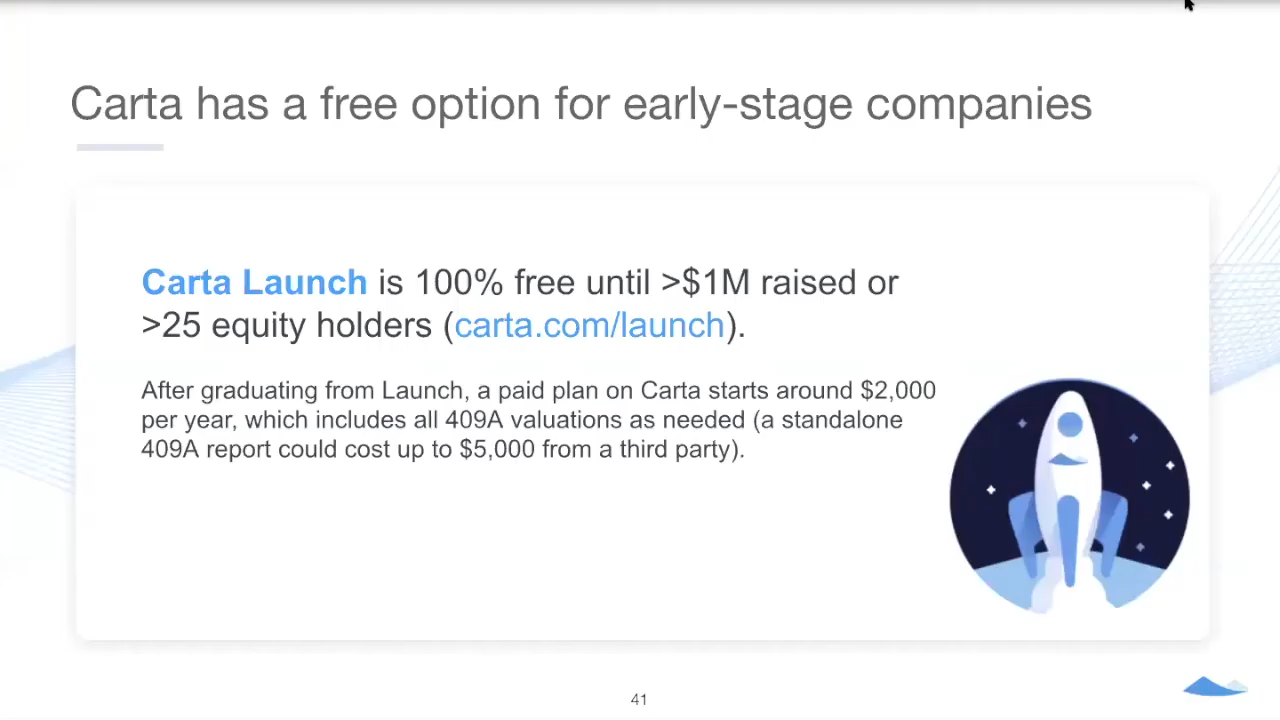 Carta has a free option for early-stage companies
Carta Launch is 100% free until >$1M raised or
>25 equity holders (carta.com/launch).
After graduating from Launch, a paid plan on Carta starts around $2,000
per year, which includes all 409A valuations as needed (a standalone
409A report could cost up to $5,000 from a third party).
41